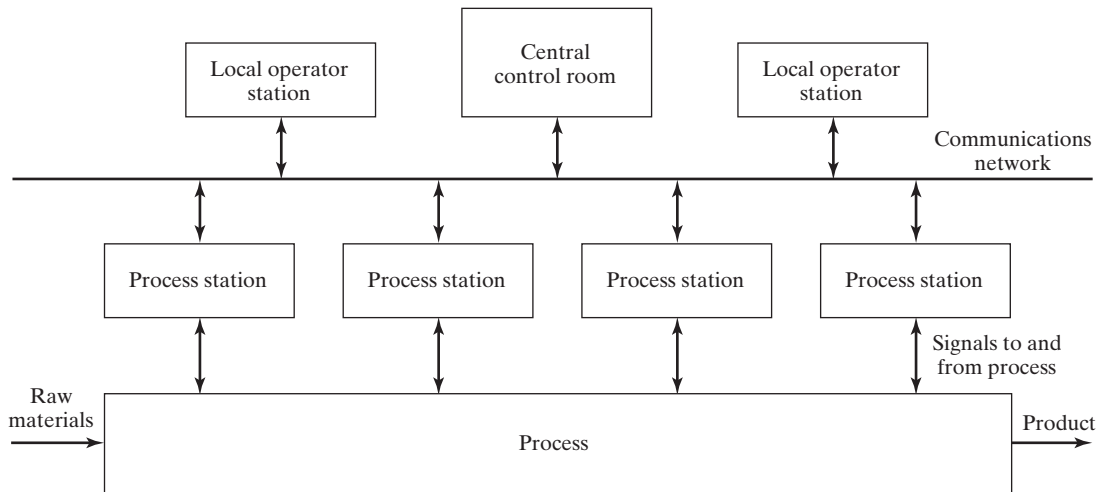 Local operator
station
Central
control room
Local operator
station
Communications
network
Process station
Process station
Process station
Process station
Signals to and
from process
Raw
materials
Process
Product